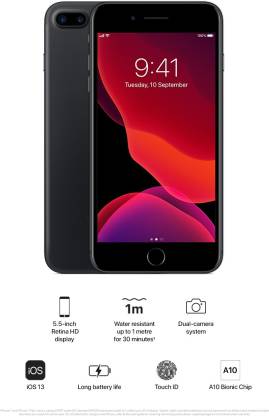 9:41
Tuesday, 10 September
1m
5.5-inch
Retina HD
display
Water resistant
up to 1 metre
for 30 minutes¹
Dual-camera
system
iOS
A10
iOS 13
Long battery life
Touch ID
A10 Bionic Chip